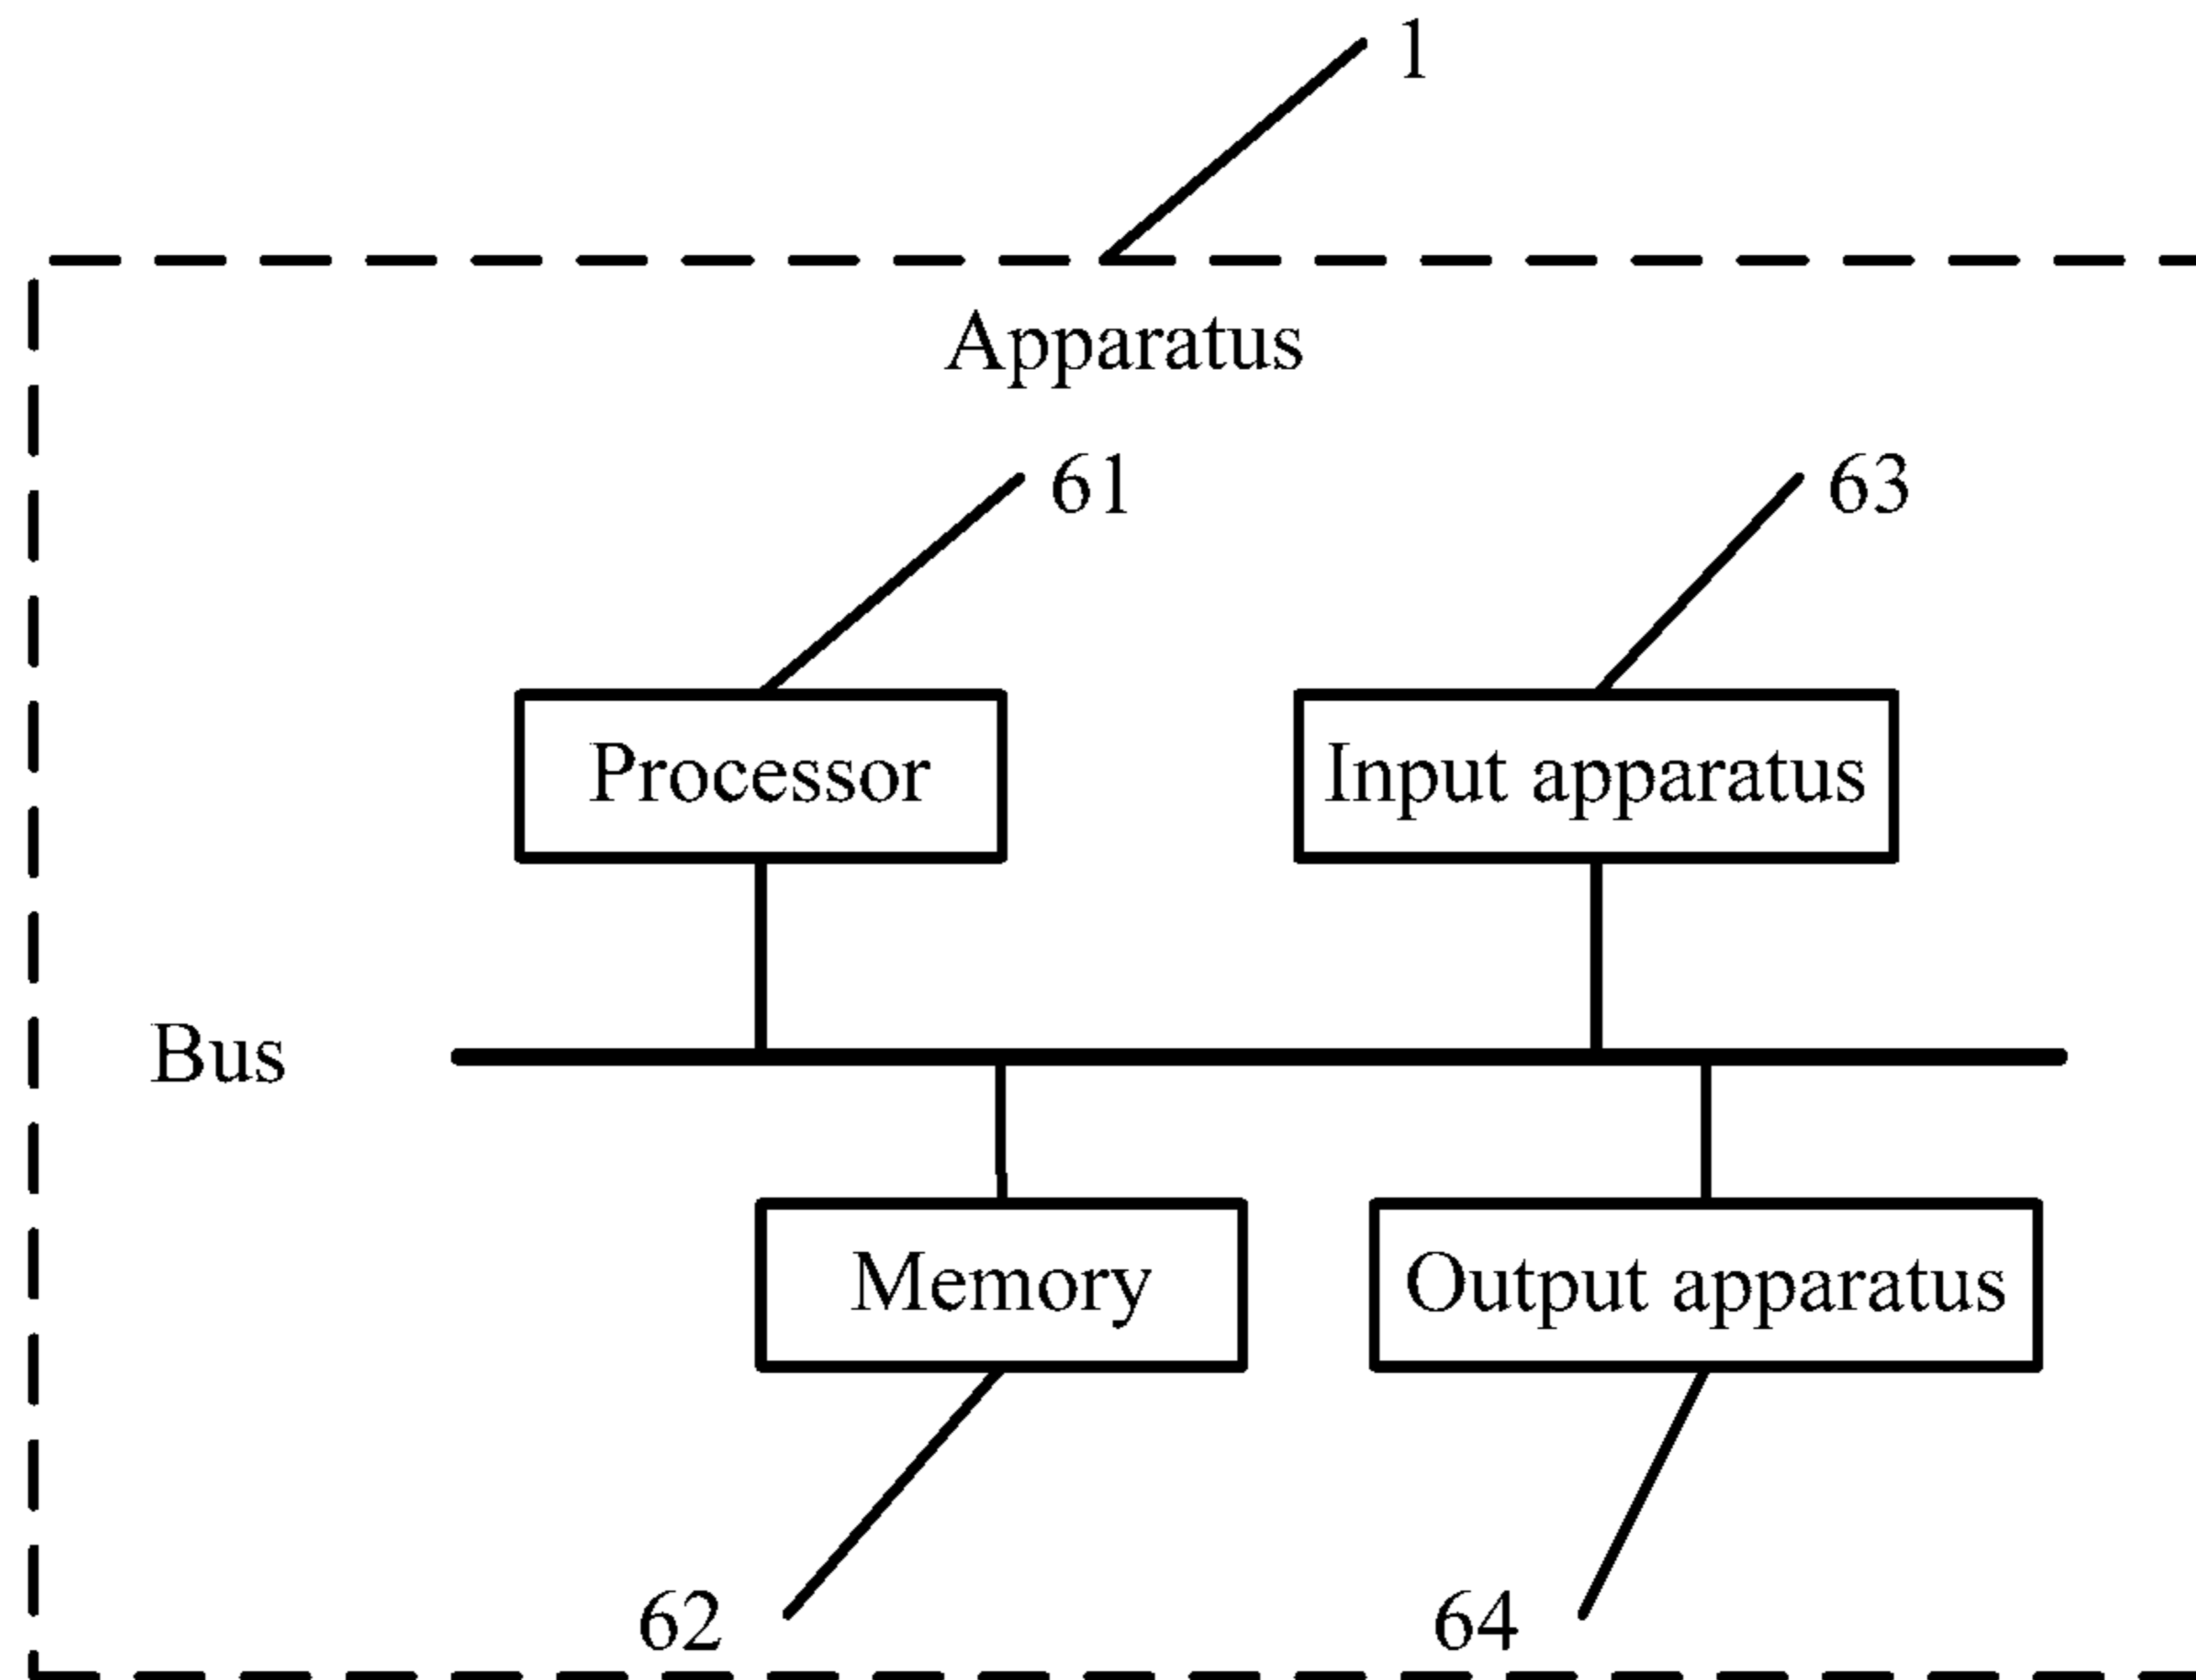 1
Apparatus
61
63
Processor
Input apparatus
Bus
Memory
Output apparatus
62
64